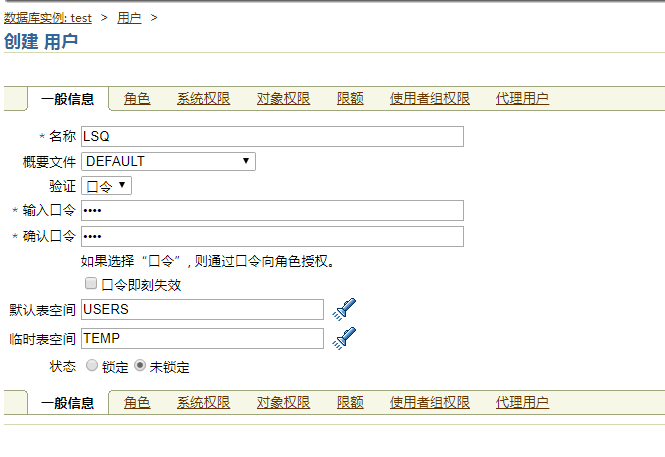 数据库实例: test > 用户 >
创建 用户
一般信息 角色 系统权限 对象权限 限额 使用者组权限 代理用户
* 名称 LSQ
概要文件 DEFAULT
验证 口令
* 输入口令 ••••
* 确认口令 ••••
如果选择“口令”, 则通过口令向角色授权。
口令即刻失效
默认表空间 USERS
临时表空间 TEMP
状态 锁定 未锁定
一般信息 角色 系统权限 对象权限 限额 使用者组权限 代理用户